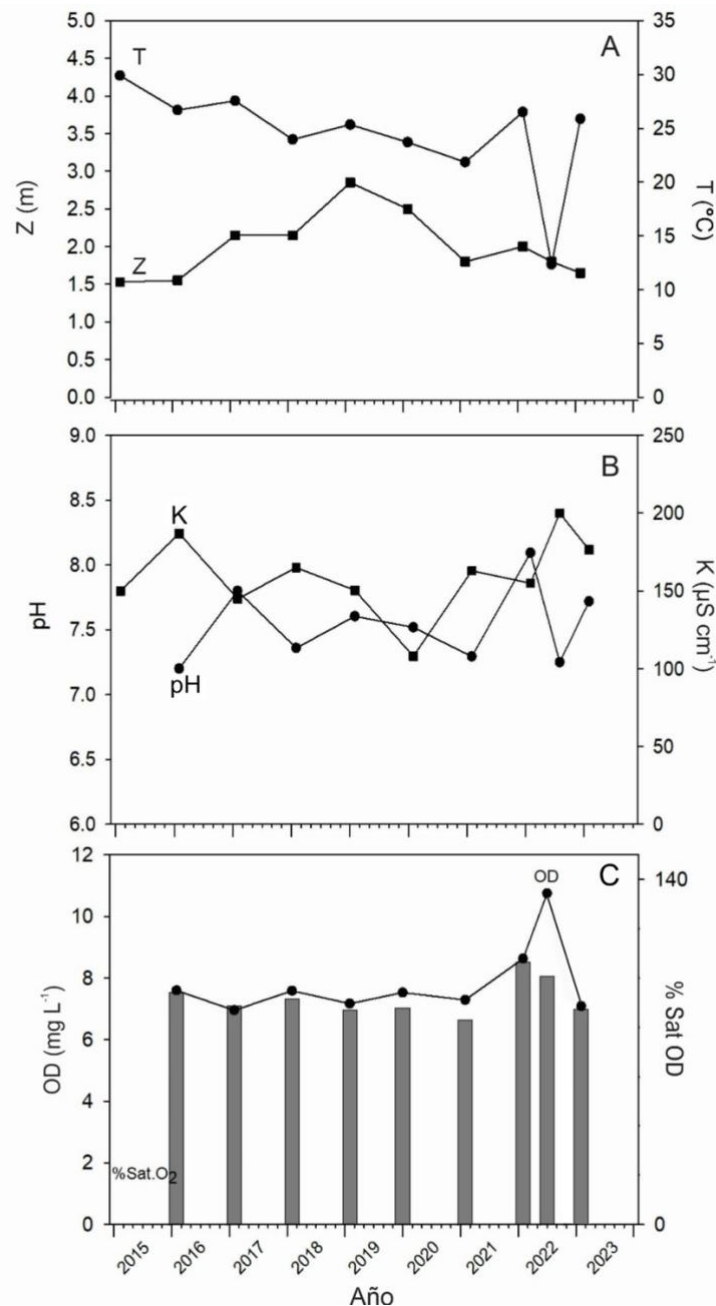 A
T
Z
Z (m)
T (°C)
5.0
4.5
4.0
3.5
3.0
2.5
2.0
1.5
1.0
0.5
0.0
35
30
25
20
15
10
5
0
B
K
pH
pH
K (µS cm⁻¹)
9.0
8.5
8.0
7.5
7.0
6.5
6.0
250
200
150
100
50
0
C
OD
OD (mg L⁻¹)
% Sat OD
%Sat.O₂
12
10
8
6
4
2
0
140
0
2015 2016 2017 2018 2019 2020 2021 2022 2023
Año